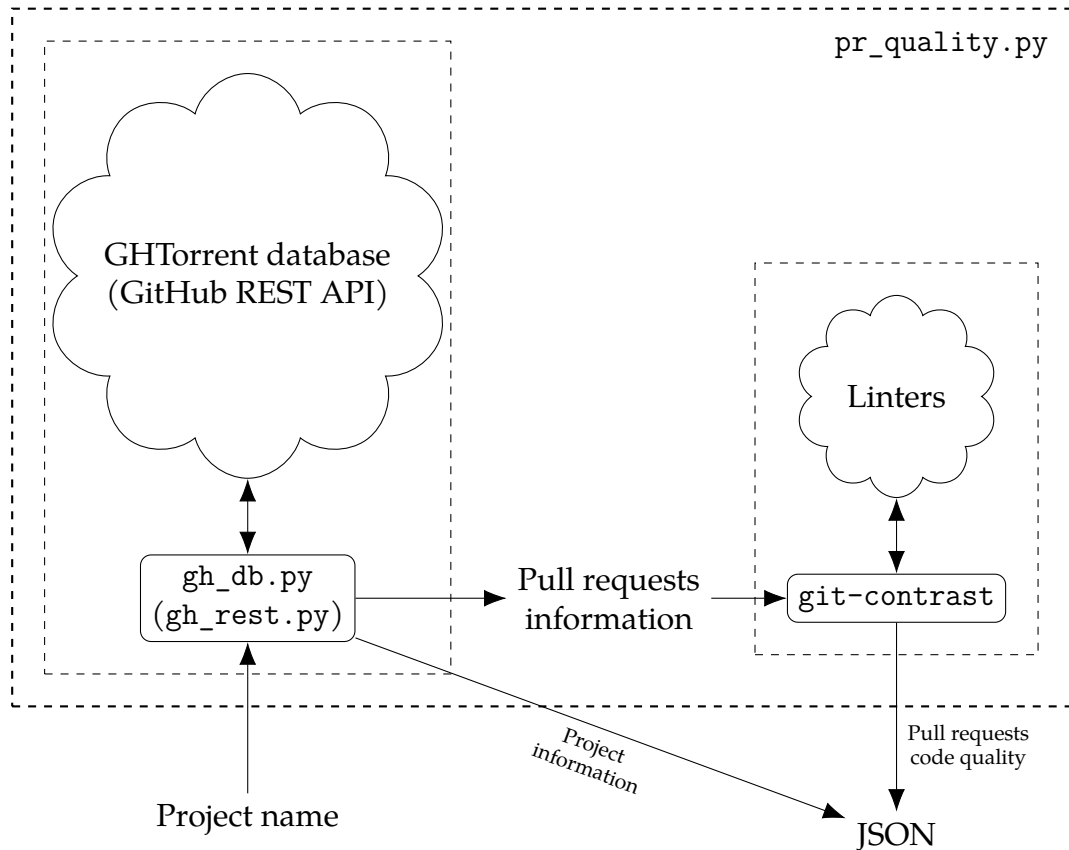 pr_quality.py
GHTorrent database
(GitHub REST API)
Linters
gh_db.py
(gh_rest.py)
Pull requests
information
git-contrast
Project
information
Pull requests
code quality
Project name
JSON